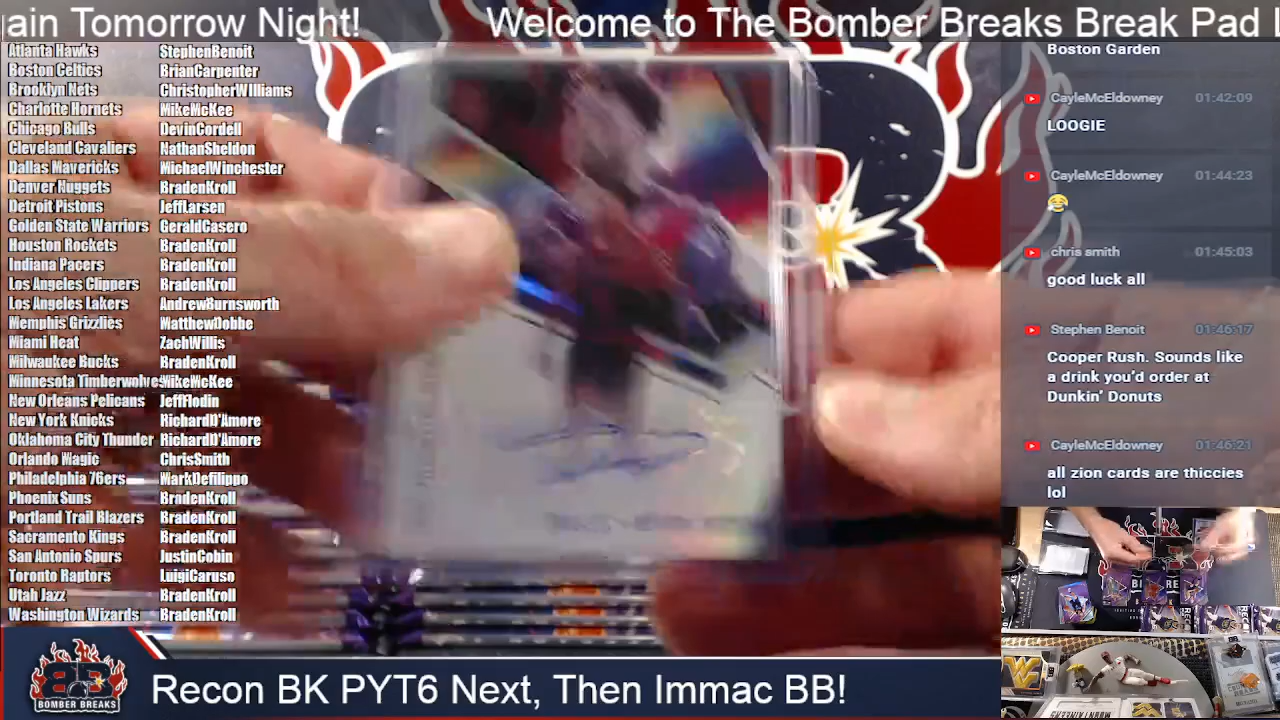 ain Tomorrow Night! Welcome to The Bomber Breaks Break Pad L
Atlanta Hawks StephenBenoit
Boston Celtics BrianCarpenter
Brooklyn Nets ChristopherWIlliams
Charlotte Hornets MikeMcKee
Chicago Bulls DevinCordell
Cleveland Cavaliers NathanSheldon
Dallas Mavericks MichaelWinchester
Denver Nuggets BradenKroll
Detroit Pistons JeffLarsen
Golden State Warriors GeraldCasero
Houston Rockets BradenKroll
Indiana Pacers BradenKroll
Los Angeles Clippers BradenKroll
Los Angeles Lakers AndrewBurnsworth
Memphis Grizzlies MatthewDobbe
Miami Heat ZachWillis
Milwaukee Bucks BradenKroll
Minnesota Timberwolves MikeMcKee
New Orleans Pelicans JeffModin
New York Knicks RichardD'Amore
Oklahoma City Thunder RichardD'Amore
Orlando Magic ChrisSmith
Philadelphia 76ers MarkDefilippo
Phoenix Suns BradenKroll
Portland Trail Blazers BradenKroll
Sacramento Kings BradenKroll
San Antonio Spurs JustinCobin
Toronto Raptors LuigiCaruso
Utah Jazz BradenKroll
Washington Wizards BradenKroll
Boston Garden
CayleMcEldowney 01:42:09
LOOGIE
CayleMcEldowney 01:44:23
😂
chris smith 01:45:03
good luck all
Stephen Benoit 01:46:17
Cooper Rush. Sounds like
a drink you'd order at
Dunkin' Donuts
CayleMcEldowney 01:46:21
all zion cards are thiccies
lol
BOMBER BREAKS
Recon BK PYT6 Next, Then Immac BB!